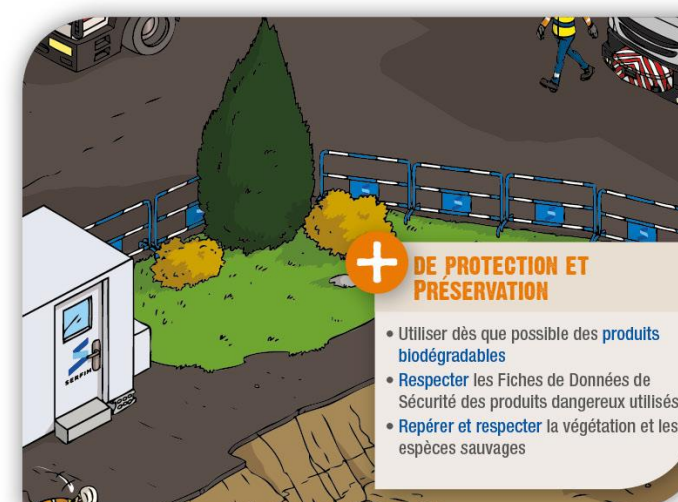 SERFIM
+ DE PROTECTION ET
PRÉSERVATION
• Utiliser dès que possible des produits
biodégradables
• Respecter les Fiches de Données de
Sécurité des produits dangereux utilisés
• Repérer et respecter la végétation et les
espèces sauvages